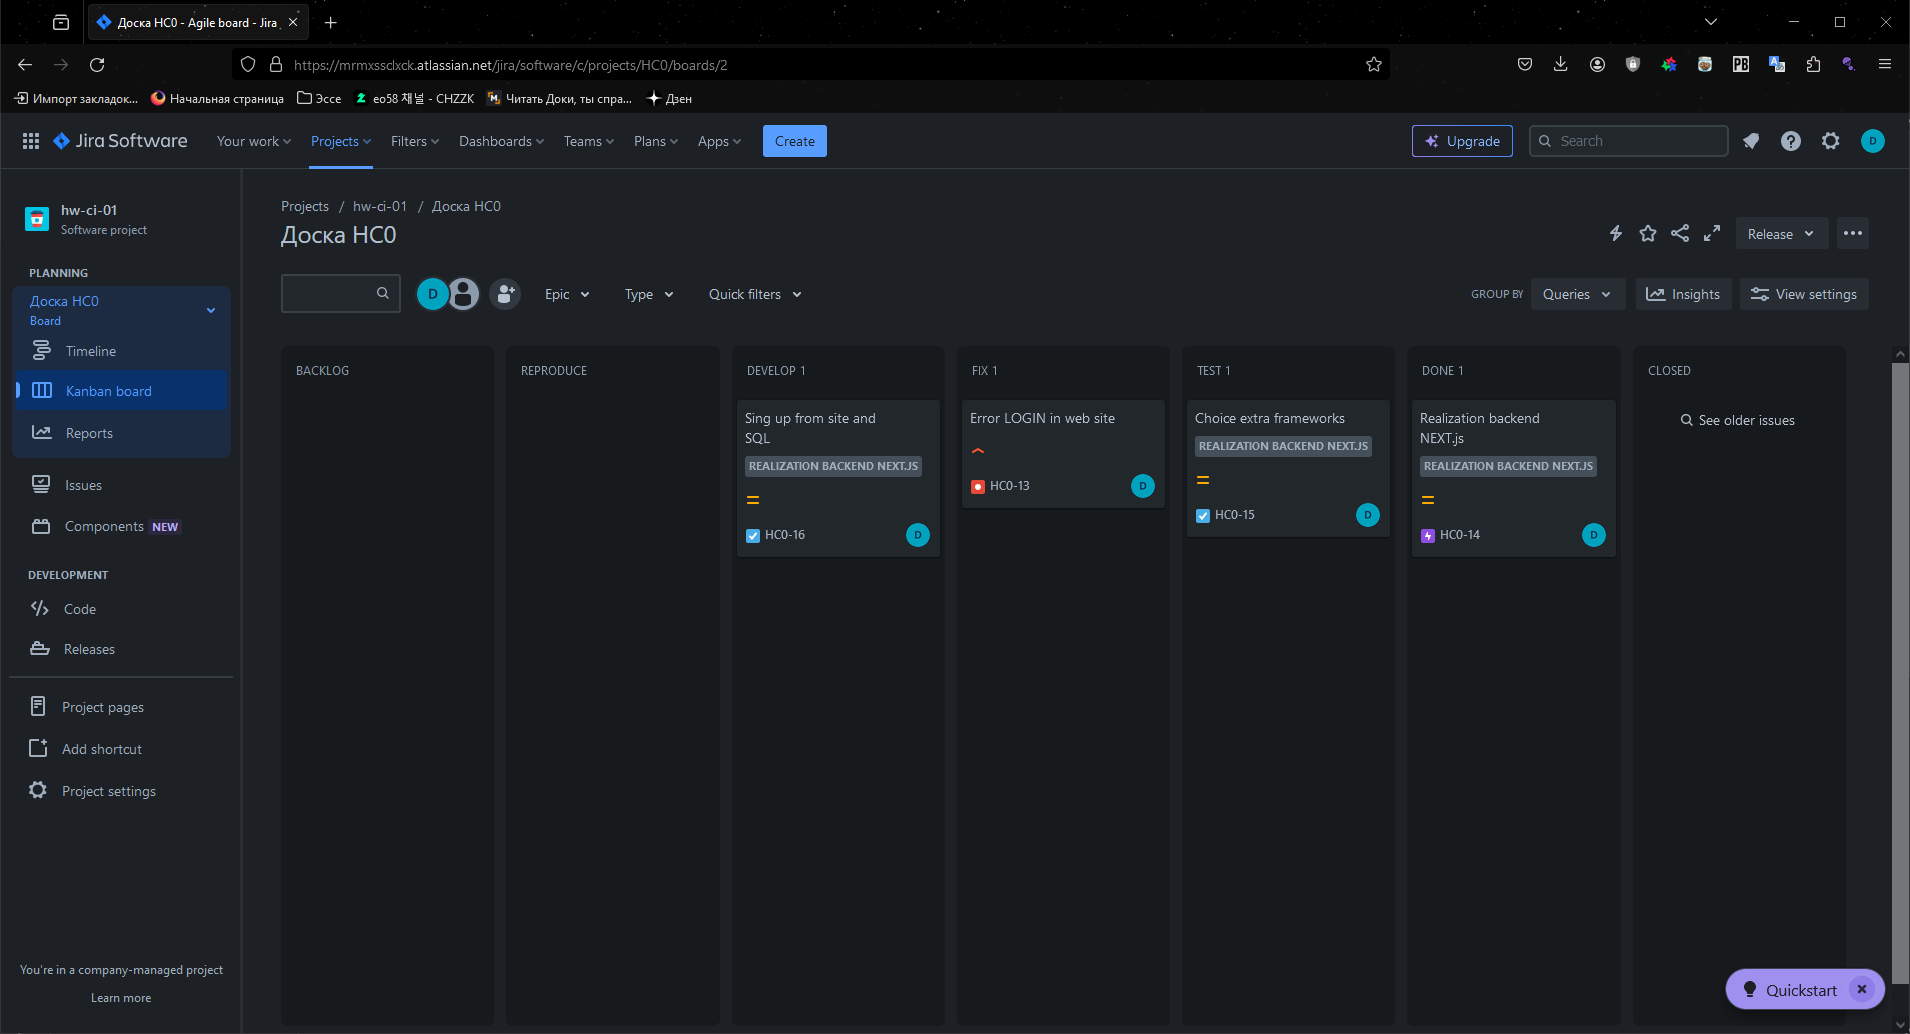 Доска HC0 - Agile board - Jira
https://mrmxssclxck.atlassian.net/jira/software/c/projects/HC0/boards/2
Импорт закладок...
Начальная страница
Эссе
eo58 채널 - CHZZK
Читать Доки, ты спра...
Дзен
Jira Software
Your work
Projects
Filters
Dashboards
Teams
Plans
Apps
Create
Upgrade
Search
D
hw-ci-01
Software project
PLANNING
Доска HC0
Board
Timeline
Kanban board
Reports
Issues
Components NEW
DEVELOPMENT
Code
Releases
Project pages
Add shortcut
Project settings
You're in a company-managed project
Learn more
Projects / hw-ci-01 / Доска HC0
Доска HC0
Release
D
Epic
Type
Quick filters
GROUP BY
Queries
Insights
View settings
BACKLOG
REPRODUCE
DEVELOP 1
Sing up from site and
SQL
REALIZATION BACKEND NEXT.JS
HC0-16
D
FIX 1
Error LOGIN in web site
HC0-13
D
TEST 1
Choice extra frameworks
REALIZATION BACKEND NEXT.JS
HC0-15
D
DONE 1
Realization backend
NEXT.js
REALIZATION BACKEND NEXT.JS
HC0-14
D
CLOSED
See older issues
Quickstart
PB